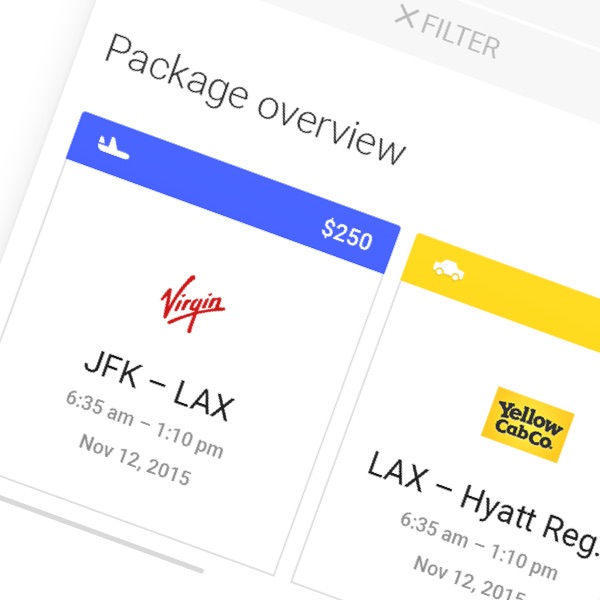 FILTER
Package overview
$250
Virgin
JFK – LAX
6:35 am – 1:10 pm
Nov 12, 2015
Yellow
Cab Co.
LAX – Hyatt Reg.
6:35 am – 1:10 pm
Nov 12, 2015